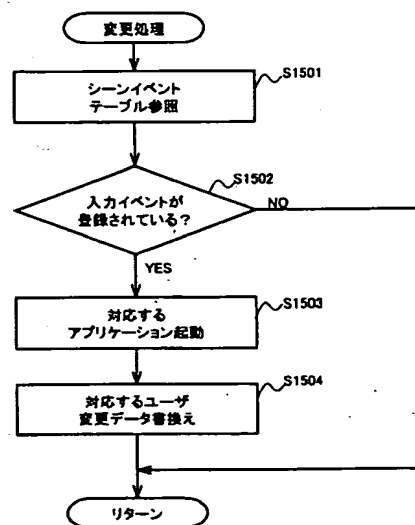 変更処理
シーンイベント
テーブル参照
S1501
入力イベントが
登録されている?
S1502
NO
YES
対応する
アプリケーション起動
S1503
対応するユーザ
変更データ書換え
S1504
リターン